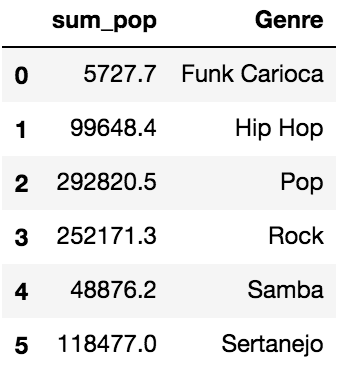 sum_pop Genre
0 5727.7 Funk Carioca
1 99648.4 Hip Hop
2 292820.5 Pop
3 252171.3 Rock
4 48876.2 Samba
5 118477.0 Sertanejo